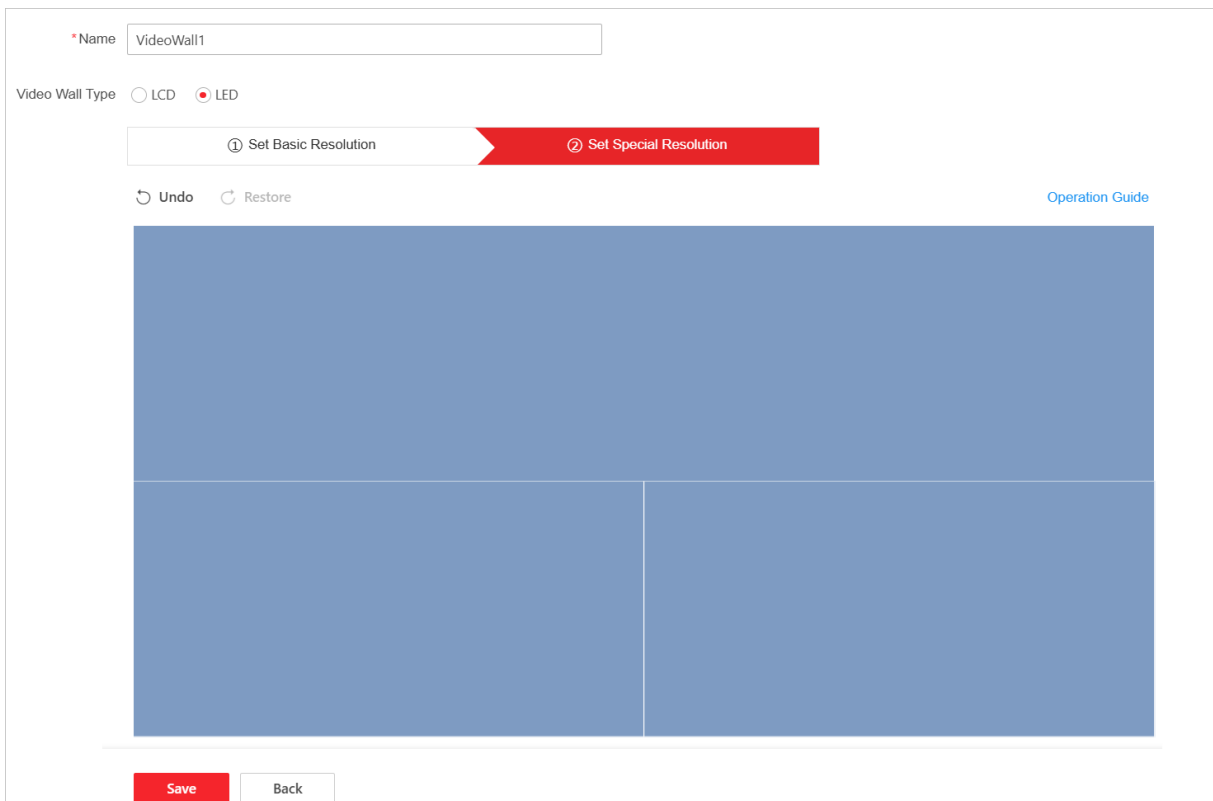 *Name VideoWall1
Video Wall Type LCD LED
① Set Basic Resolution ② Set Special Resolution
Undo Restore Operation Guide
Save Back